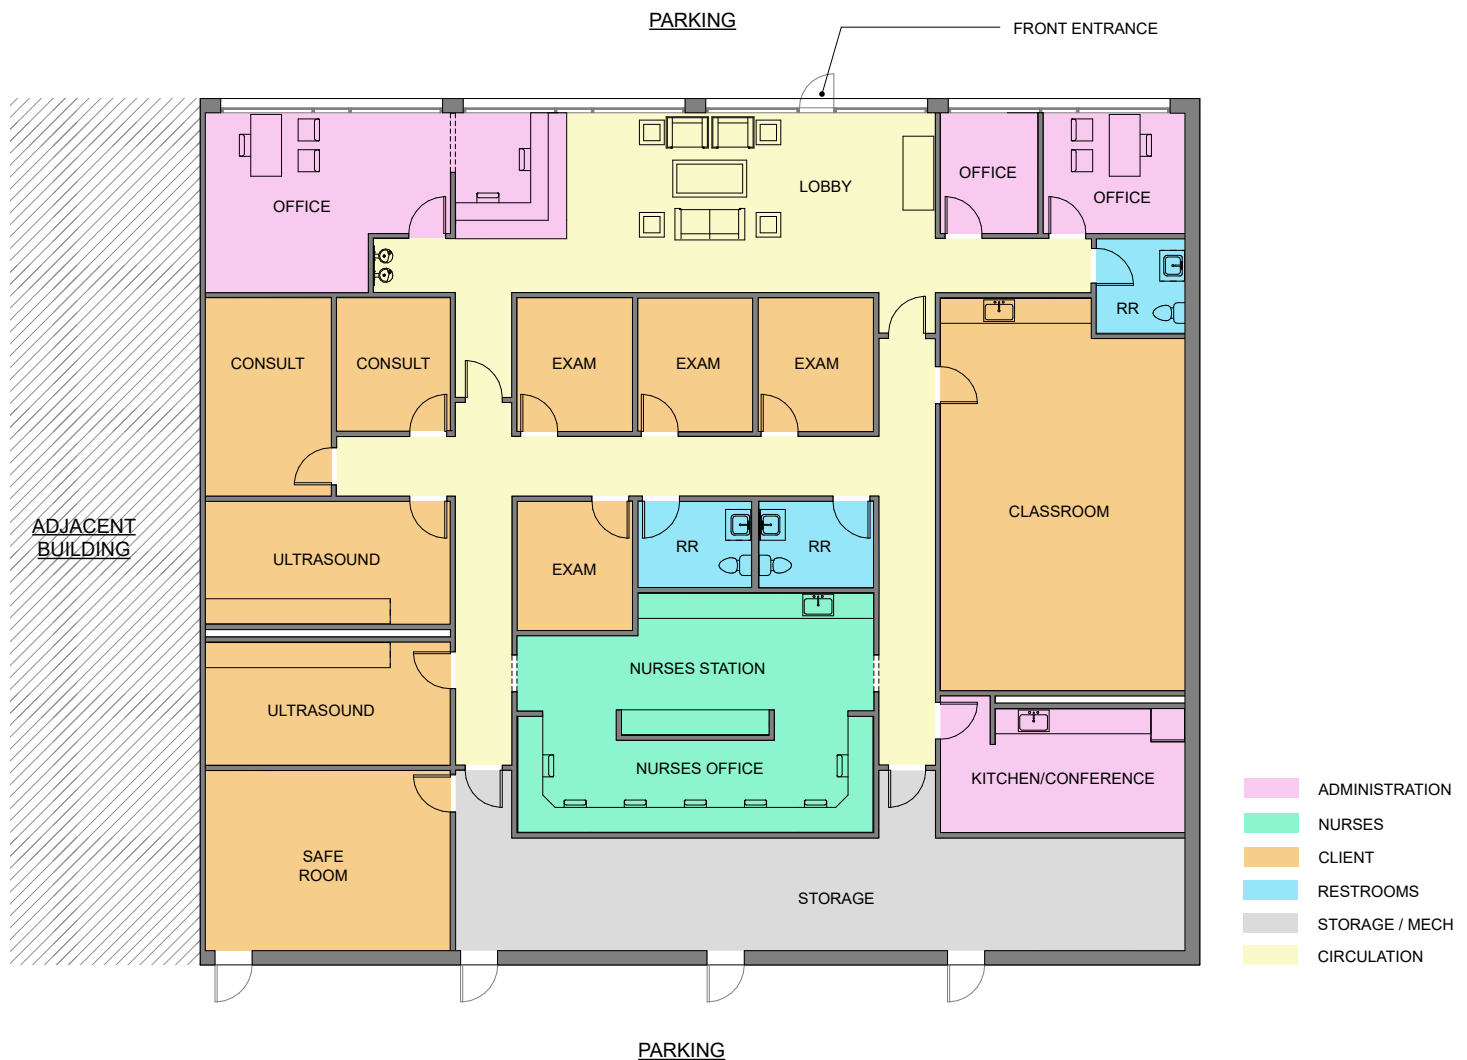 PARKING
FRONT ENTRANCE
OFFICE
LOBBY
OFFICE
OFFICE
RR
CONSULT
CONSULT
EXAM
EXAM
EXAM
CLASSROOM
ADJACENT
BUILDING
ULTRASOUND
EXAM
RR
RR
NURSES STATION
ULTRASOUND
NURSES OFFICE
KITCHEN/CONFERENCE
SAFE
ROOM
STORAGE
ADMINISTRATION
NURSES
CLIENT
RESTROOMS
STORAGE / MECH
CIRCULATION
PARKING